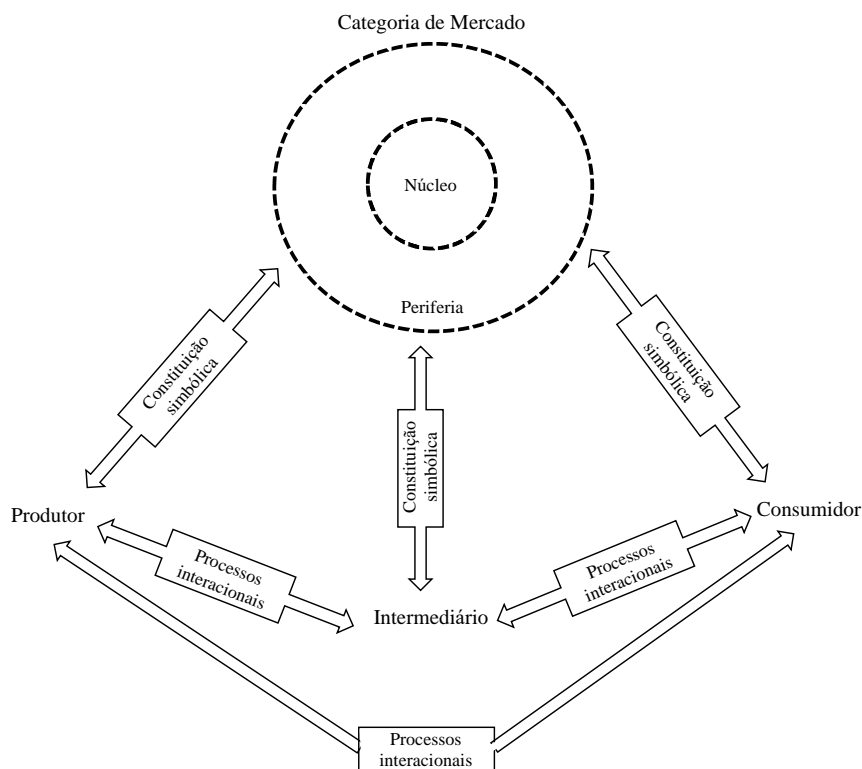 Categoria de Mercado
Núcleo
Periferia
Constituição
simbólica
Constituição
simbólica
Constituição
simbólica
Produtor
Consumidor
Processos
interacionais
Processos
interacionais
Intermediário
Processos
interacionais